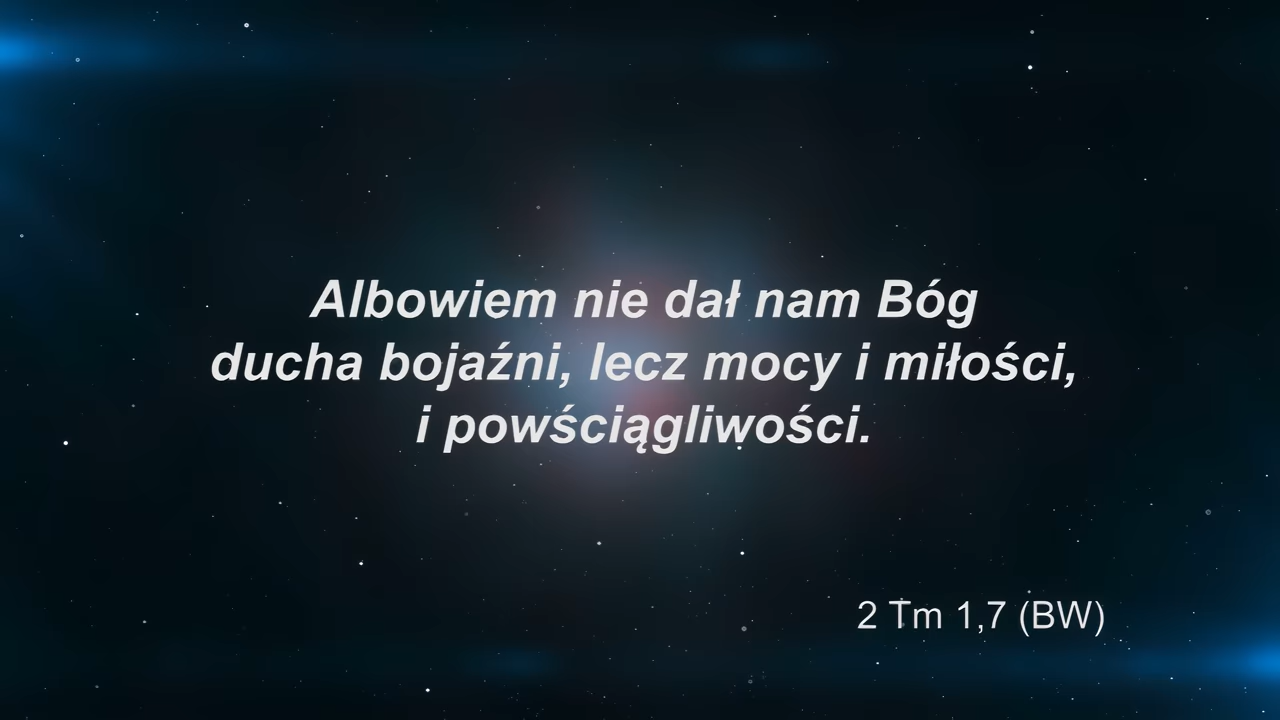 Albowiem nie dał nam Bóg
ducha bojaźni, lecz mocy i miłości,
i powściągliwości.
2 Tm 1,7 (BW)